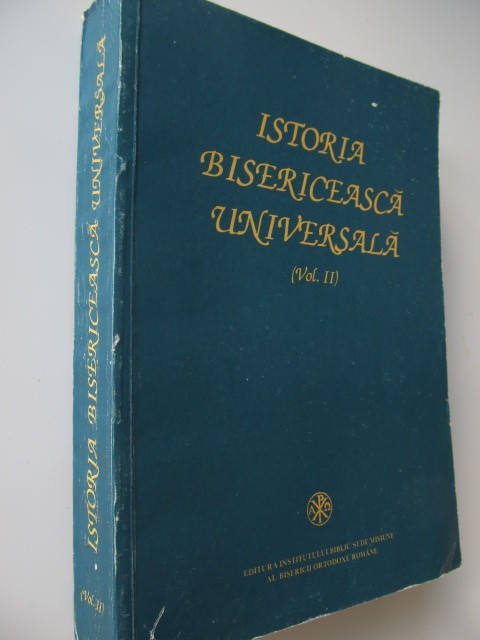 ISTORIA
BISERICEASCĂ
UNIVERSALĂ
(Vol. II)
EDITURA INSTITUTULUI BIBLIC SI DE MISIUNE
AL BISERICII ORTODOXE ROMÂNE
ISTORIA BISERICEASCĂ UNIVERSALĂ
(Vol. II)